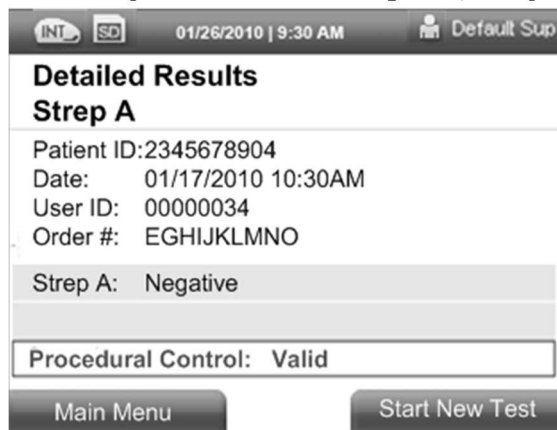 INT SD 01/26/2010 | 9:30 AM Default Sup
Detailed Results
Strep A
Patient ID:2345678904
Date: 01/17/2010 10:30AM
User ID: 00000034
Order #: EGHIJKLMNO
Strep A: Negative
Procedural Control: Valid
Main Menu Start New Test